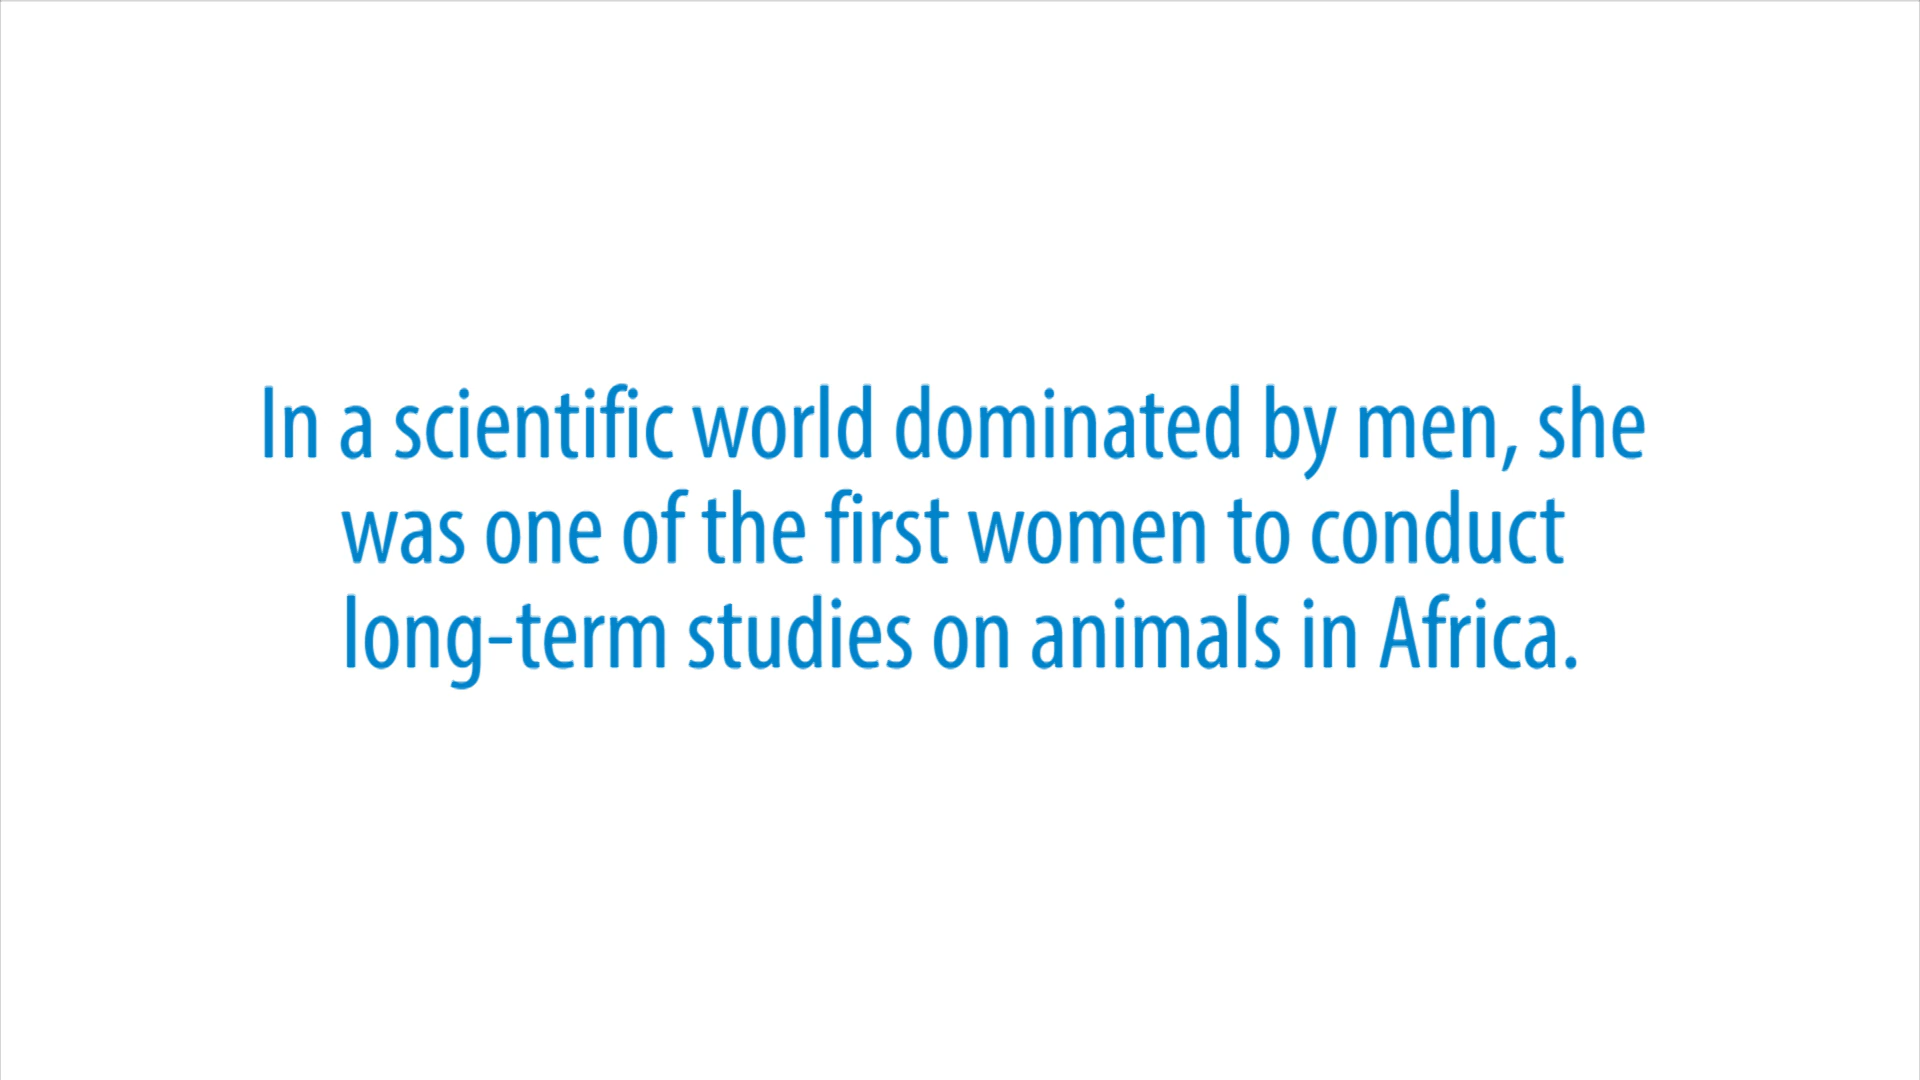 In a scientific world dominated by men, she
was one of the first women to conduct
long-term studies on animals in Africa.